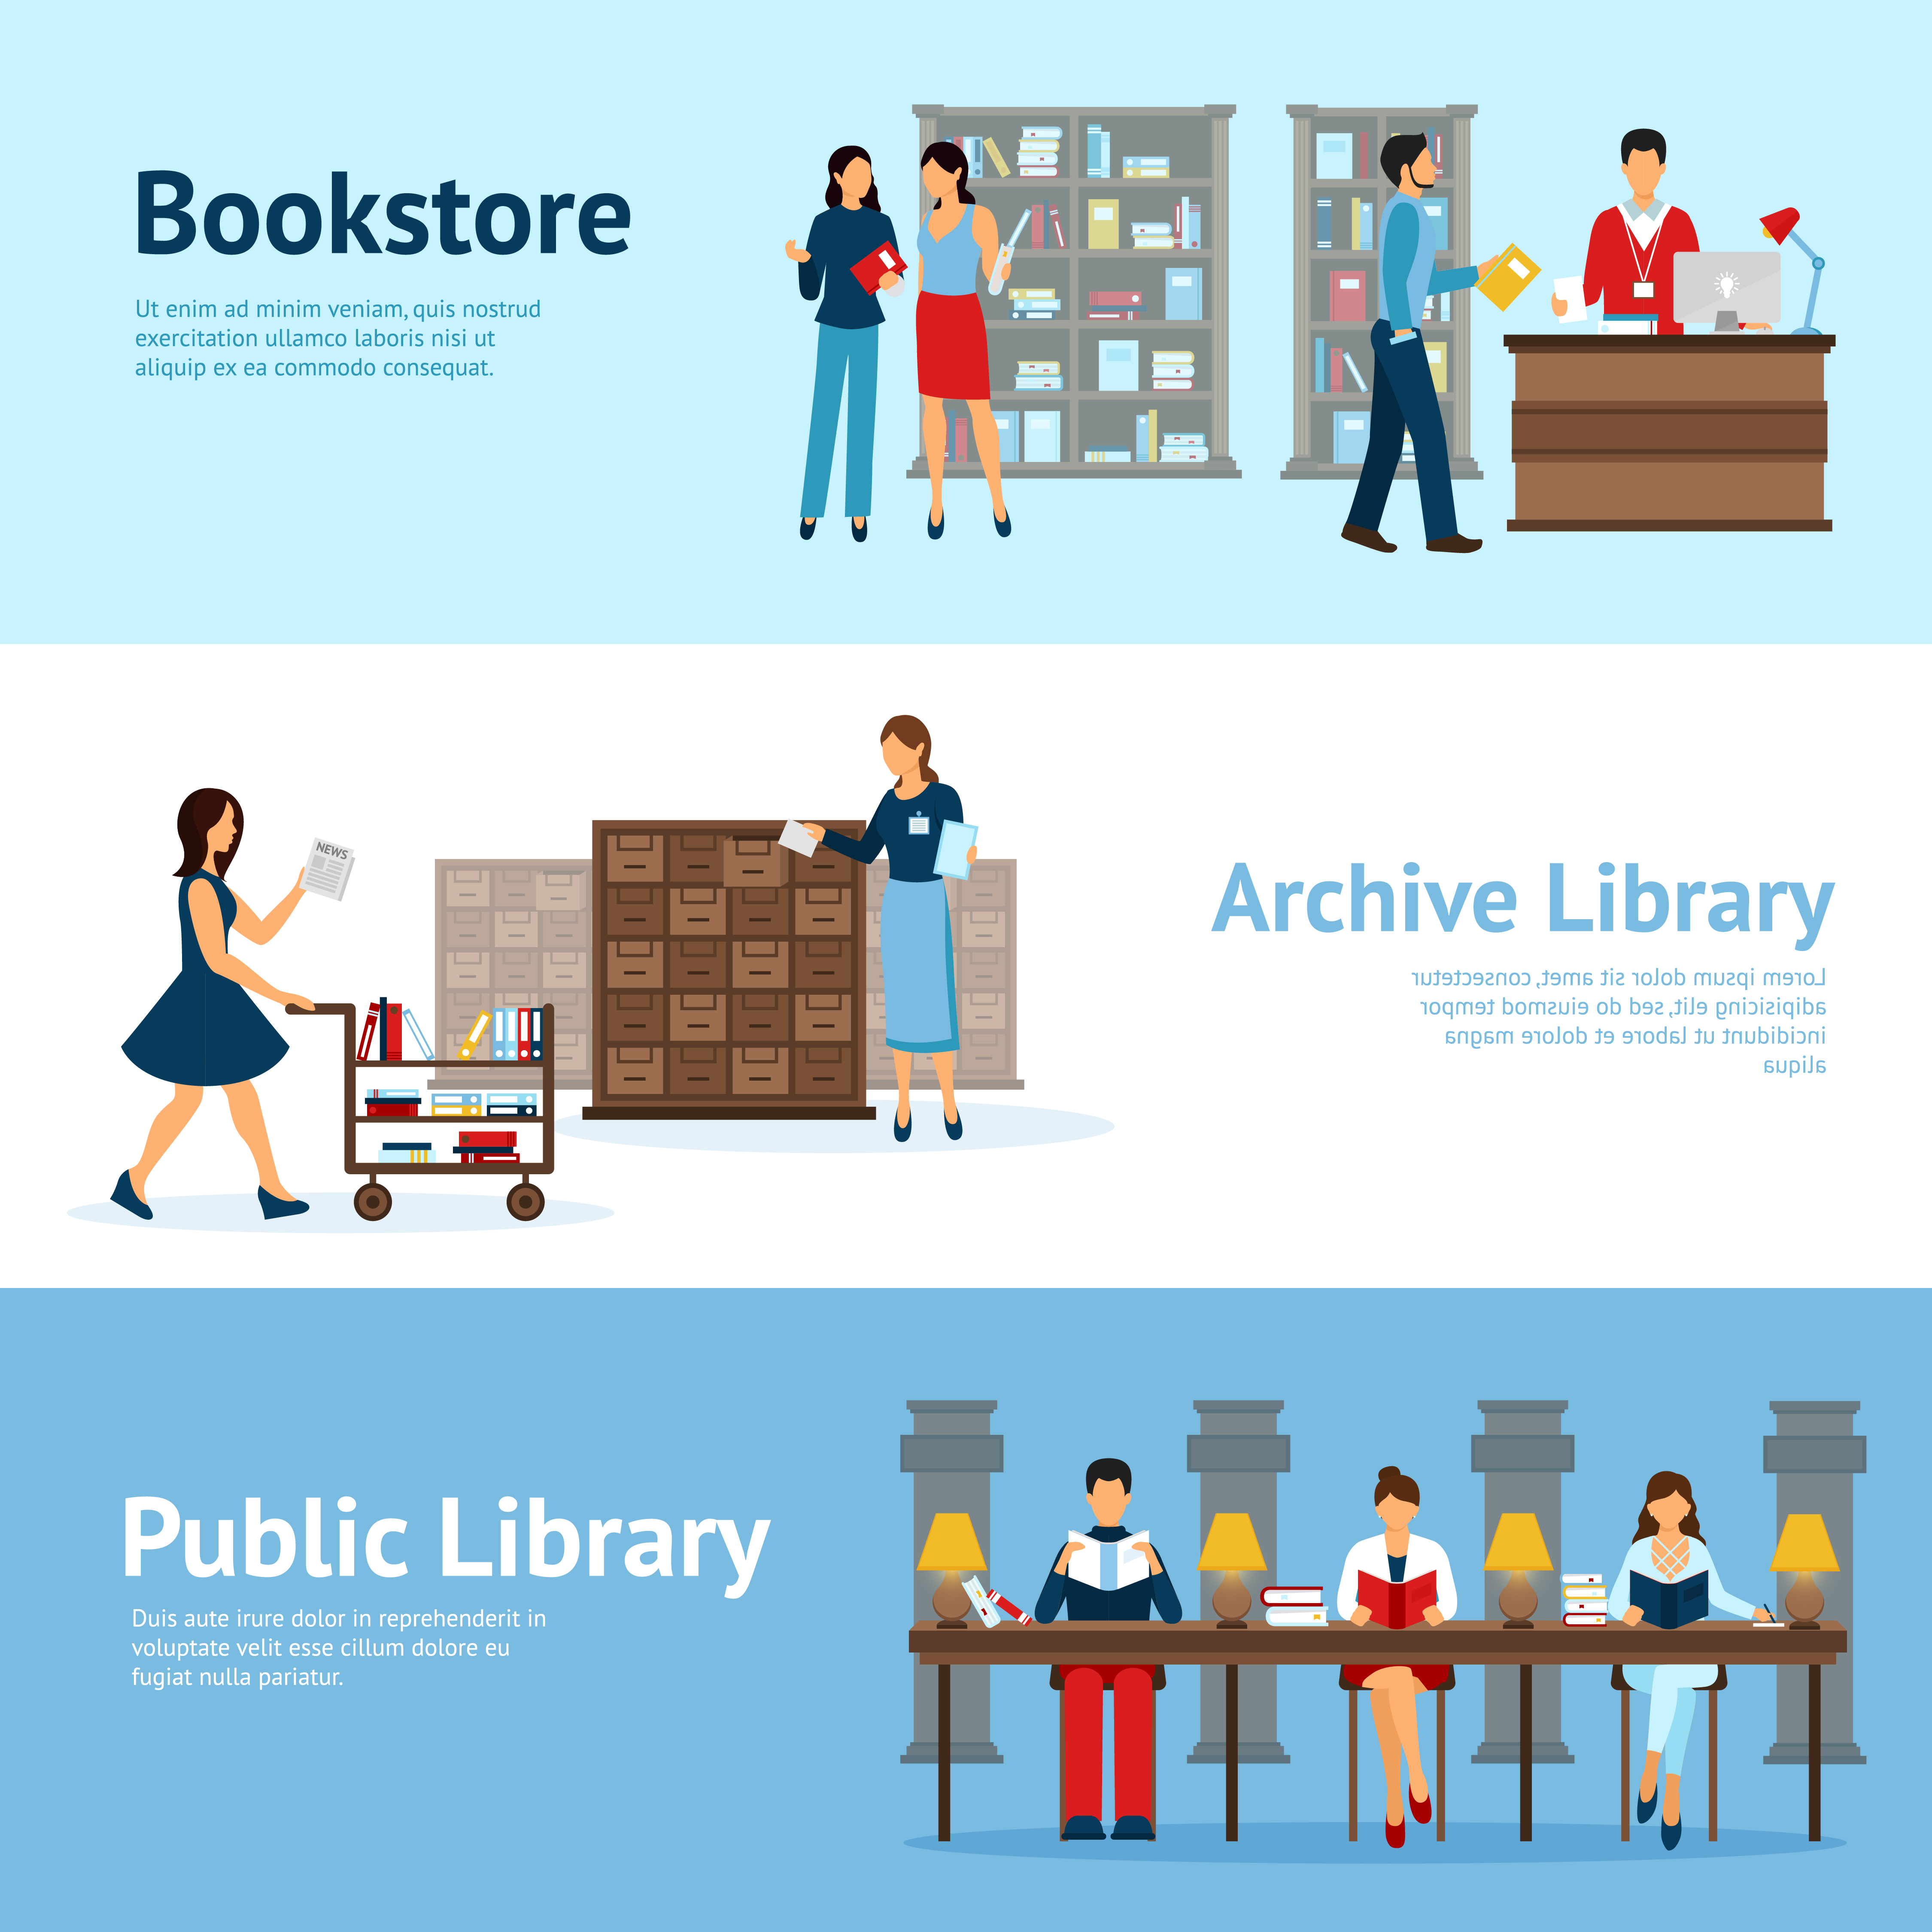 Bookstore
Ut enim ad minim veniam, quis nostrud
exercitation ullamco laboris nisi ut
aliquip ex ea commodo consequat.
NEWS
Archive Library
Lorem ipsum dolor sit amet, consectetur
adipisicing elit, sed do eiusmod tempor
incididunt ut labore et dolore magna
aliqua
Public Library
Duis aute irure dolor in reprehenderit in
voluptate velit esse cillum dolore eu
fugiat nulla pariatur.